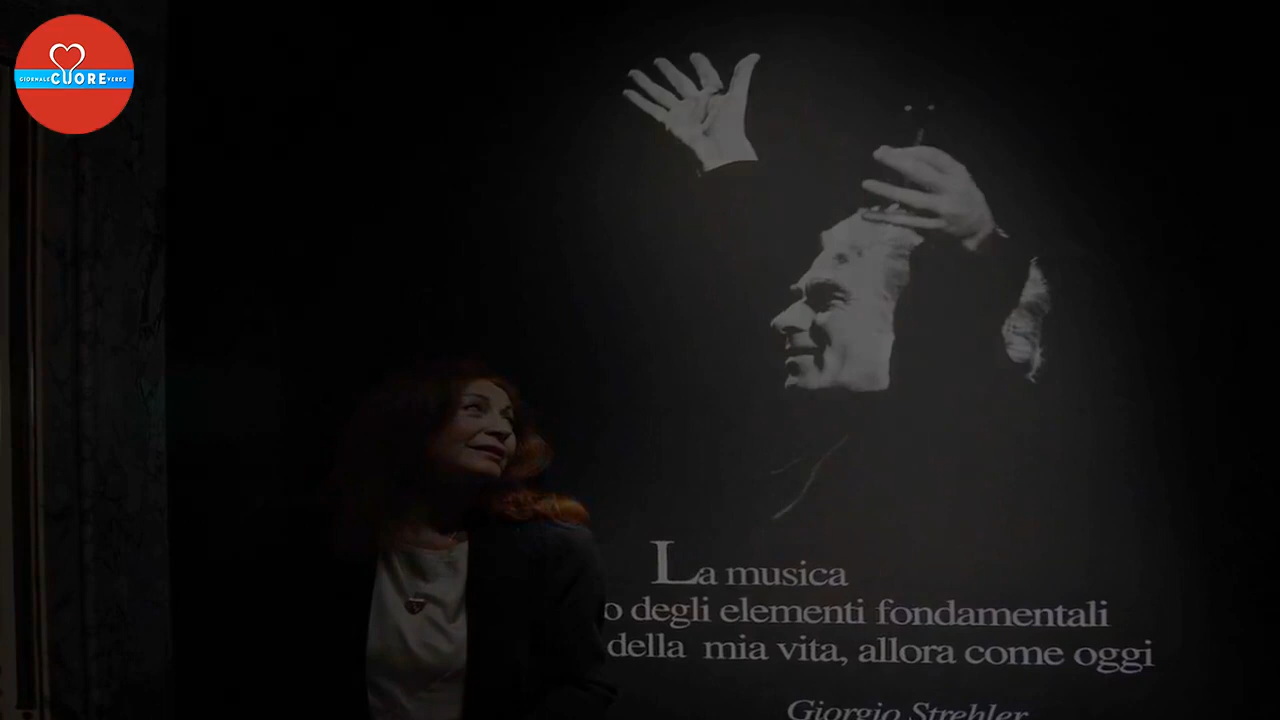 GIORNALE CUORE VERDE
La musica
o degli elementi fondamentali
della mia vita, allora come oggi
Giorgio Strehler